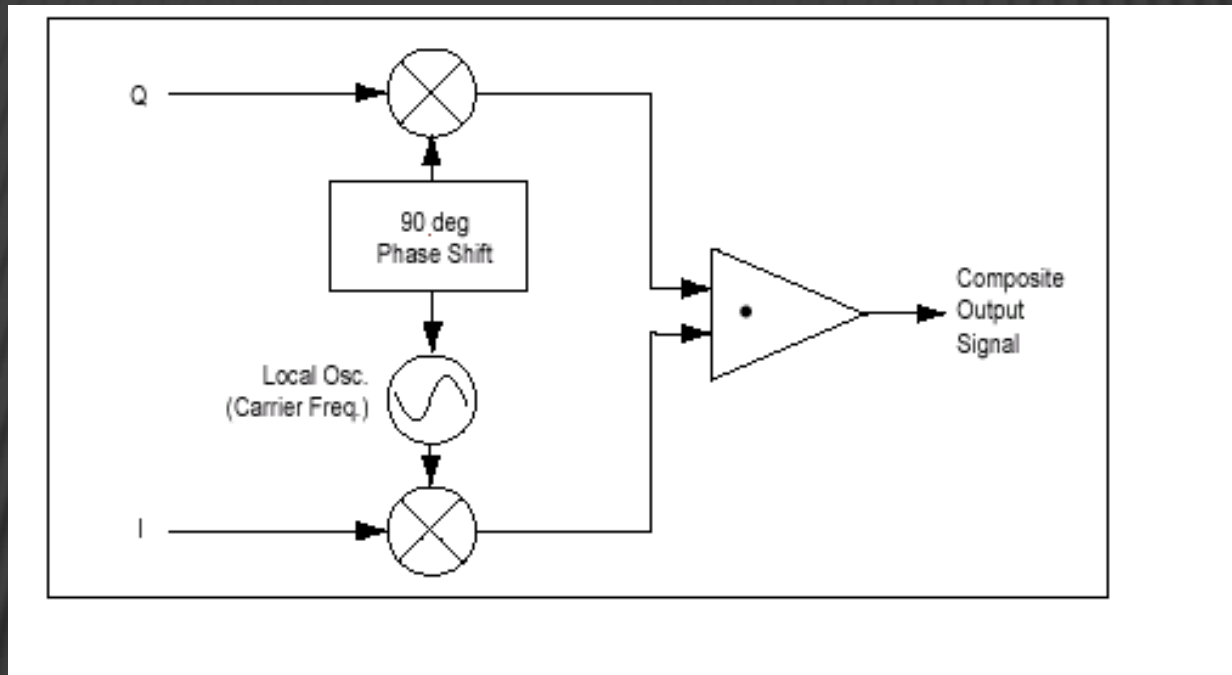 Q
90 deg
Phase Shift
Composite
Output
Signal
Local Osc.
(Carrier Freq.)
I